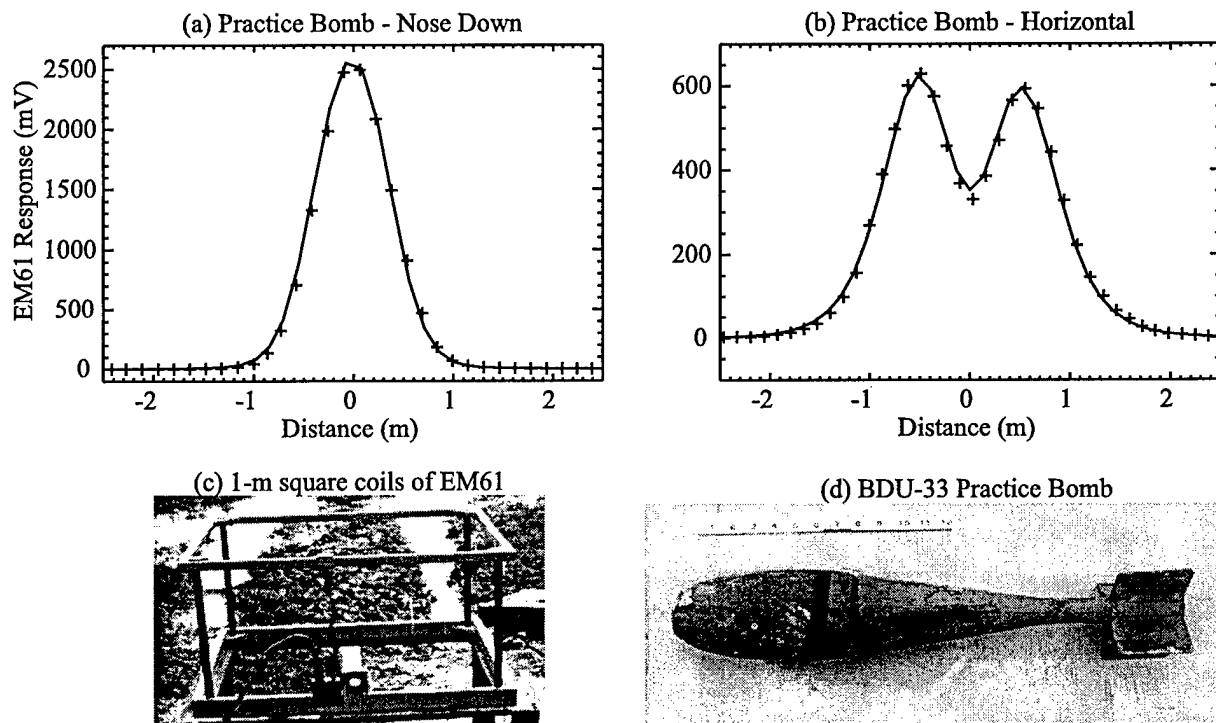 (a) Practice Bomb - Nose Down
2500
2000
1500
1000
500
0
EM61 Response (mV)
-2 -1 0 1 2
Distance (m)
(b) Practice Bomb - Horizontal
600
400
200
0
-2 -1 0 1 2
Distance (m)
(c) 1-m square coils of EM61
(d) BDU-33 Practice Bomb